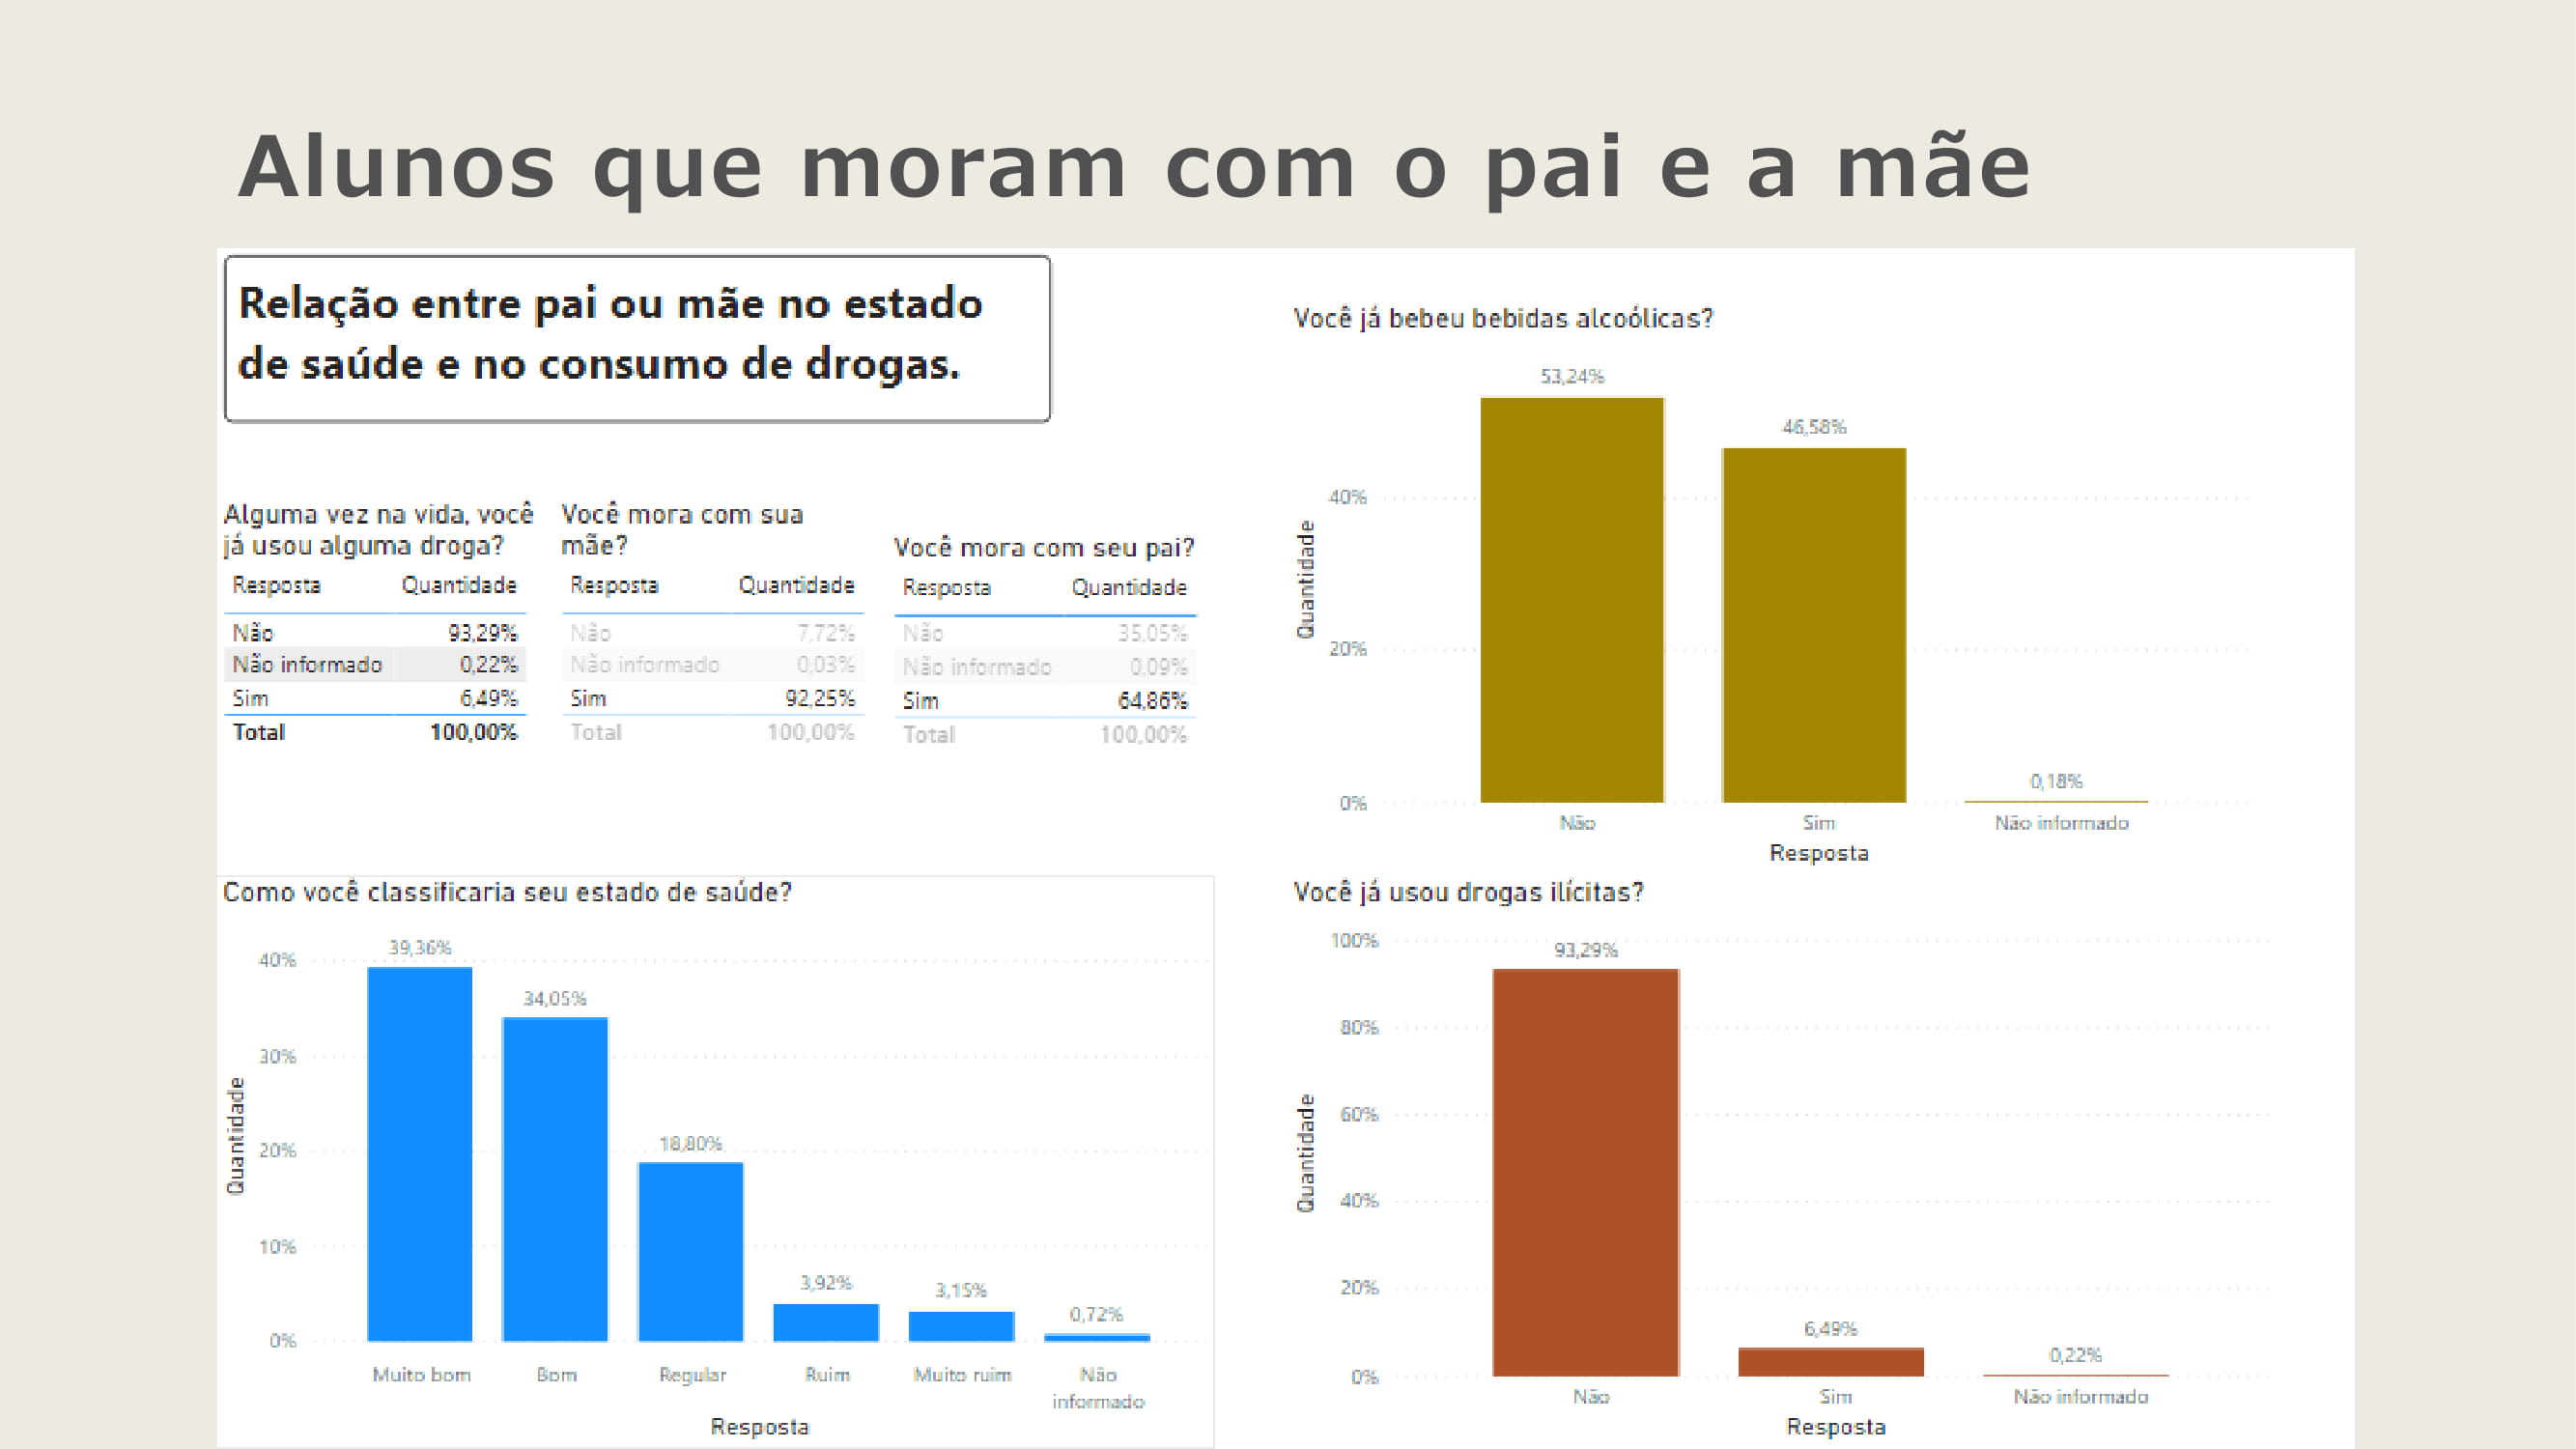 Alunos que moram com o pai e a mãe
Relação entre pai ou mãe no estado
de saúde e no consumo de drogas.
Alguma vez na vida, você
já usou alguma droga?
Resposta Quantidade
Não 93,29%
Não informado 0,22%
Sim 6,49%
Total 100,00%
Você mora com sua
mãe?
Resposta Quantidade
Não 7,72%
Não informado 0,03%
Sim 92,25%
Total 100,00%
Você mora com seu pai?
Resposta Quantidade
Não 35,05%
Não informado 0,09%
Sim 64,86%
Total 100,00%
Você já bebeu bebidas alcoólicas?
Quantidade
40%
20%
0%
53,24%
46,58%
0,18%
Não Sim Não informado
Resposta
Como você classificaria seu estado de saúde?
Quantidade
40%
30%
20%
10%
0%
39,36%
34,05%
18,80%
3,92%
3,15%
0,72%
Muito bom Bom Regular Ruim Muito ruim Não
informado
Resposta
Você já usou drogas ilícitas?
Quantidade
100%
80%
60%
40%
20%
0%
93,29%
6,49%
0,22%
Não Sim Não informado
Resposta